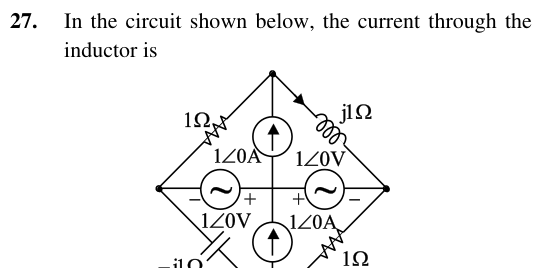 27. In the circuit shown below, the current through the
inductor is
1Ω
j1Ω
1∠0A
1∠0V
− + + −
1∠0V
1∠0A
−j1Ω
1Ω